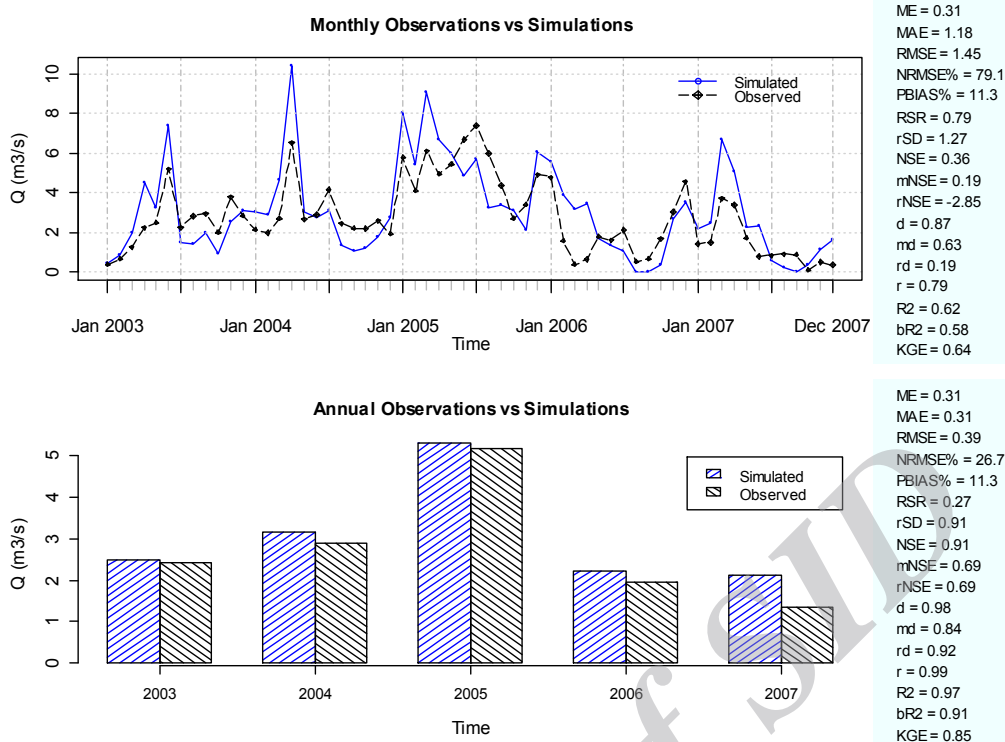 Monthly Observations vs Simulations
Q (m3/s)
10
8
6
4
2
0
Simulated
Observed
Jan 2003
Jan 2004
Jan 2005
Jan 2006
Jan 2007
Dec 2007
Time
ME = 0.31
MAE = 1.18
RMSE = 1.45
NRMSE% = 79.1
PBIAS% = 11.3
RSR = 0.79
rSD = 1.27
NSE = 0.36
mNSE = 0.19
rNSE = -2.85
d = 0.87
md = 0.63
rd = 0.19
r = 0.79
R2 = 0.62
bR2 = 0.58
KGE = 0.64
Annual Observations vs Simulations
Q (m3/s)
5
4
3
2
1
0
Simulated
Observed
2003
2004
2005
2006
2007
Time
ME = 0.31
MAE = 0.31
RMSE = 0.39
NRMSE% = 26.7
PBIAS% = 11.3
RSR = 0.27
rSD = 0.91
NSE = 0.91
mNSE = 0.69
rNSE = 0.69
d = 0.98
md = 0.84
rd = 0.92
r = 0.99
R2 = 0.97
bR2 = 0.91
KGE = 0.85
f SID